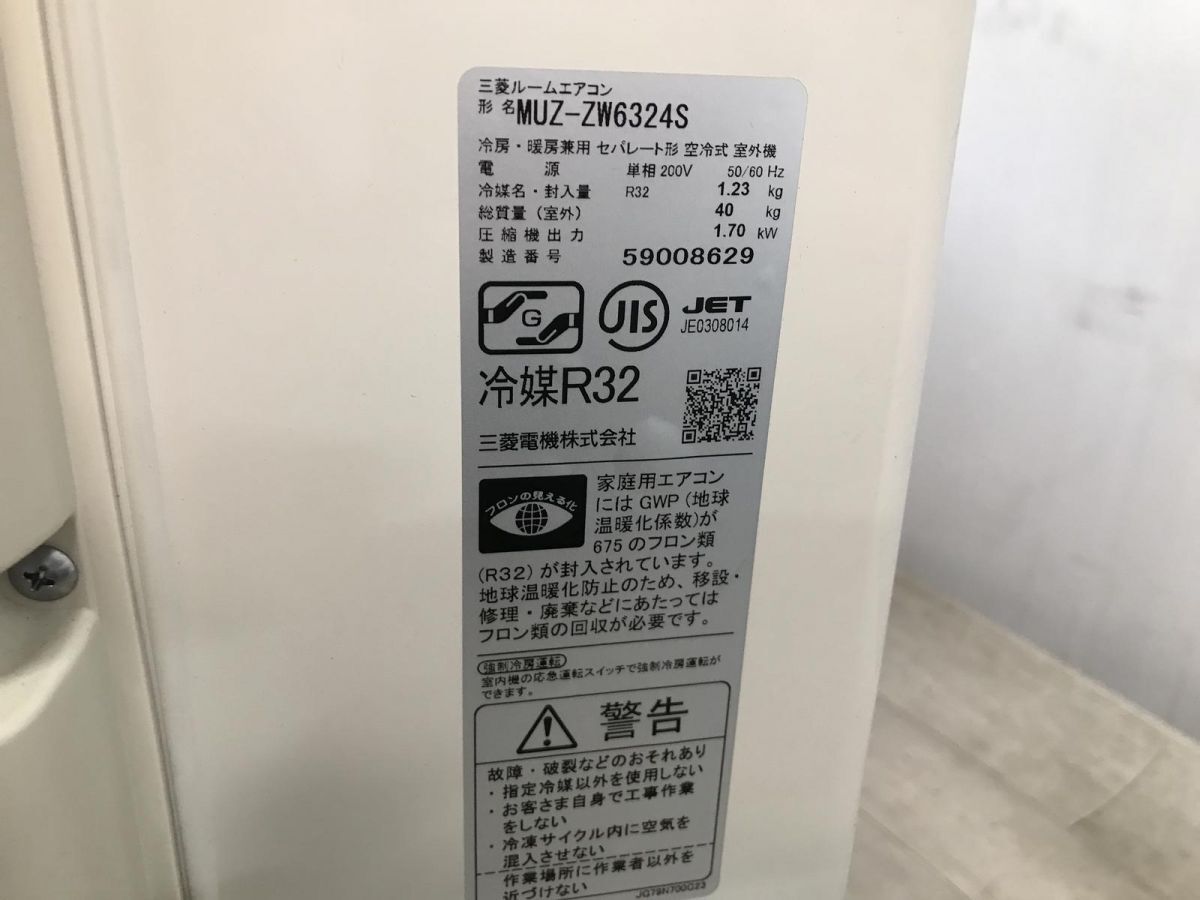 三菱ルームエアコン
形 名 MUZ-ZW6324S
冷房・暖房兼用 セパレート形 空冷式 室外機
電 源 単相 200V 50/60 Hz
冷媒名・封入量 R32 1.23 kg
総質量 (室外) 40 kg
圧縮機出力 1.70 kW
製造番号 59008629
G
JIS
JET
JE0308014
冷媒R32
三菱電機株式会社
フロンの見える化
家庭用エアコン
には GWP (地球
温暖化係数)が
675 のフロン類
(R32) が封入されています。
地球温暖化防止のため、移設・
修理・廃棄などにあたっては
フロン類の回収が必要です。
強制冷房運転
室内機の応急運転スイッチで強制冷房運転が
できます。
警告
故障・破裂などのおそれあり
・指定冷媒以外を使用しない
・お客さま自身で工事作業
をしない
・冷凍サイクル内に空気を
混入させない
作業場所に作業者以外を
近づけない
JG79N700G23